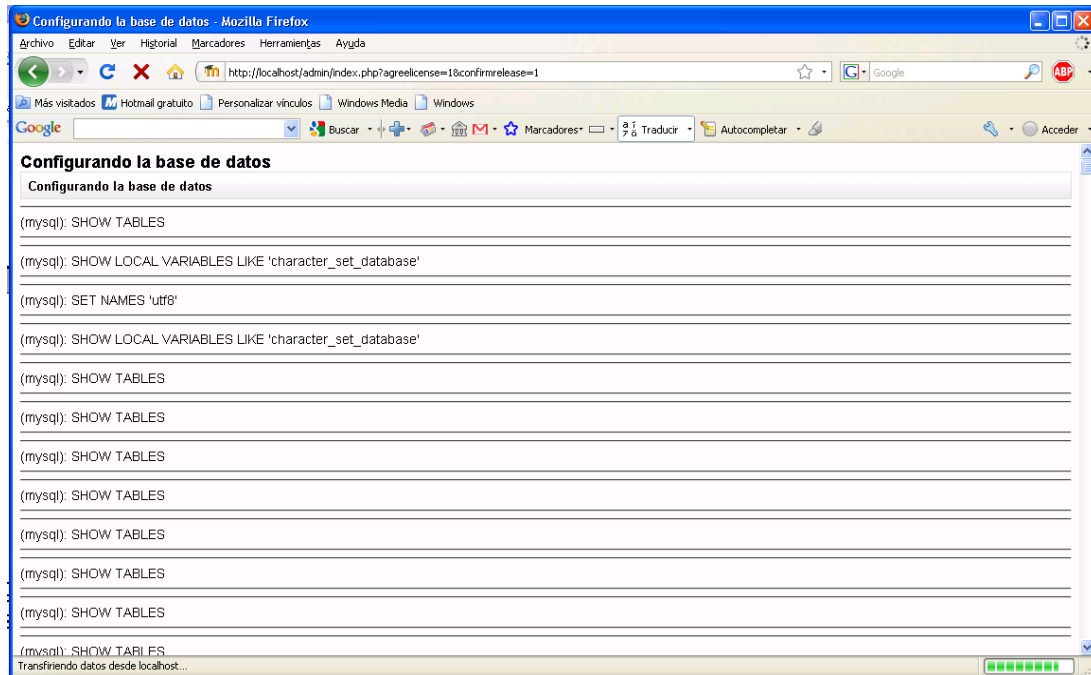 Configurando la base de datos - Mozilla Firefox
Archivo Editar Ver Historial Marcadores Herramientas Ayuda
http://localhost/admin/index.php?agreelicense=1&confirmrelease=1 G Google ABP
Más visitados Hotmail gratuito Personalizar vínculos Windows Media Windows
Google Buscar Marcadores Traducir Autocompletar Acceder
Configurando la base de datos
Configurando la base de datos
(mysql): SHOW TABLES
(mysql): SHOW LOCAL VARIABLES LIKE 'character_set_database'
(mysql): SET NAMES 'utf8'
(mysql): SHOW LOCAL VARIABLES LIKE 'character_set_database'
(mysql): SHOW TABLES
(mysql): SHOW TABLES
(mysql): SHOW TABLES
(mysql): SHOW TABLES
(mysql): SHOW TABLES
(mysql): SHOW TABLES
(mysql): SHOW TABLES
(mysql): SHOW TABLES
Transfiriendo datos desde localhost...